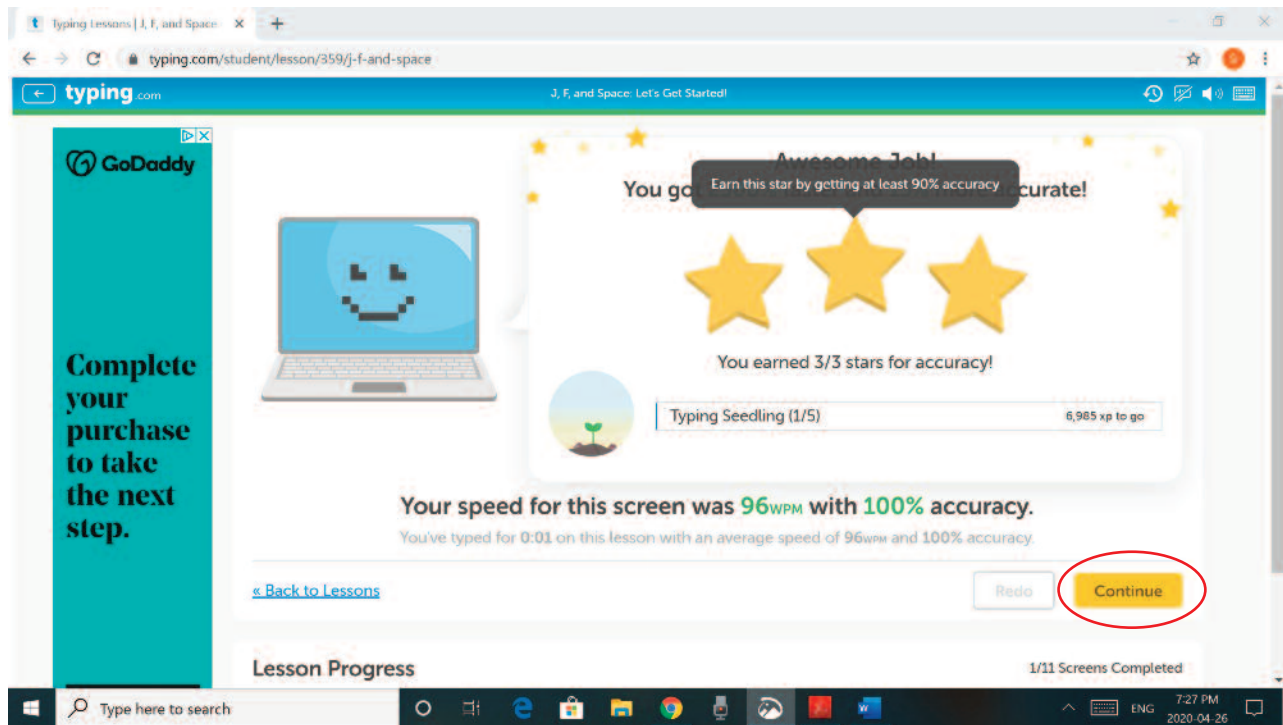 Typing Lessons | J, F, and Space
typing.com/student/lesson/359/j-f-and-space
typing.com
J, F, and Space: Let's Get Started!
GoDaddy
Complete
your
purchase
to take
the next
step.
Awesome Job!
You go
curate!
Earn this star by getting at least 90% accuracy
You earned 3/3 stars for accuracy!
Typing Seedling (1/5)
6,985 xp to go
Your speed for this screen was 96WPM with 100% accuracy.
You've typed for 0:01 on this lesson with an average speed of 96WPM and 100% accuracy.
« Back to Lessons
Redo
Continue
Lesson Progress
1/11 Screens Completed
Type here to search
ENG
7:27 PM
2020-04-26